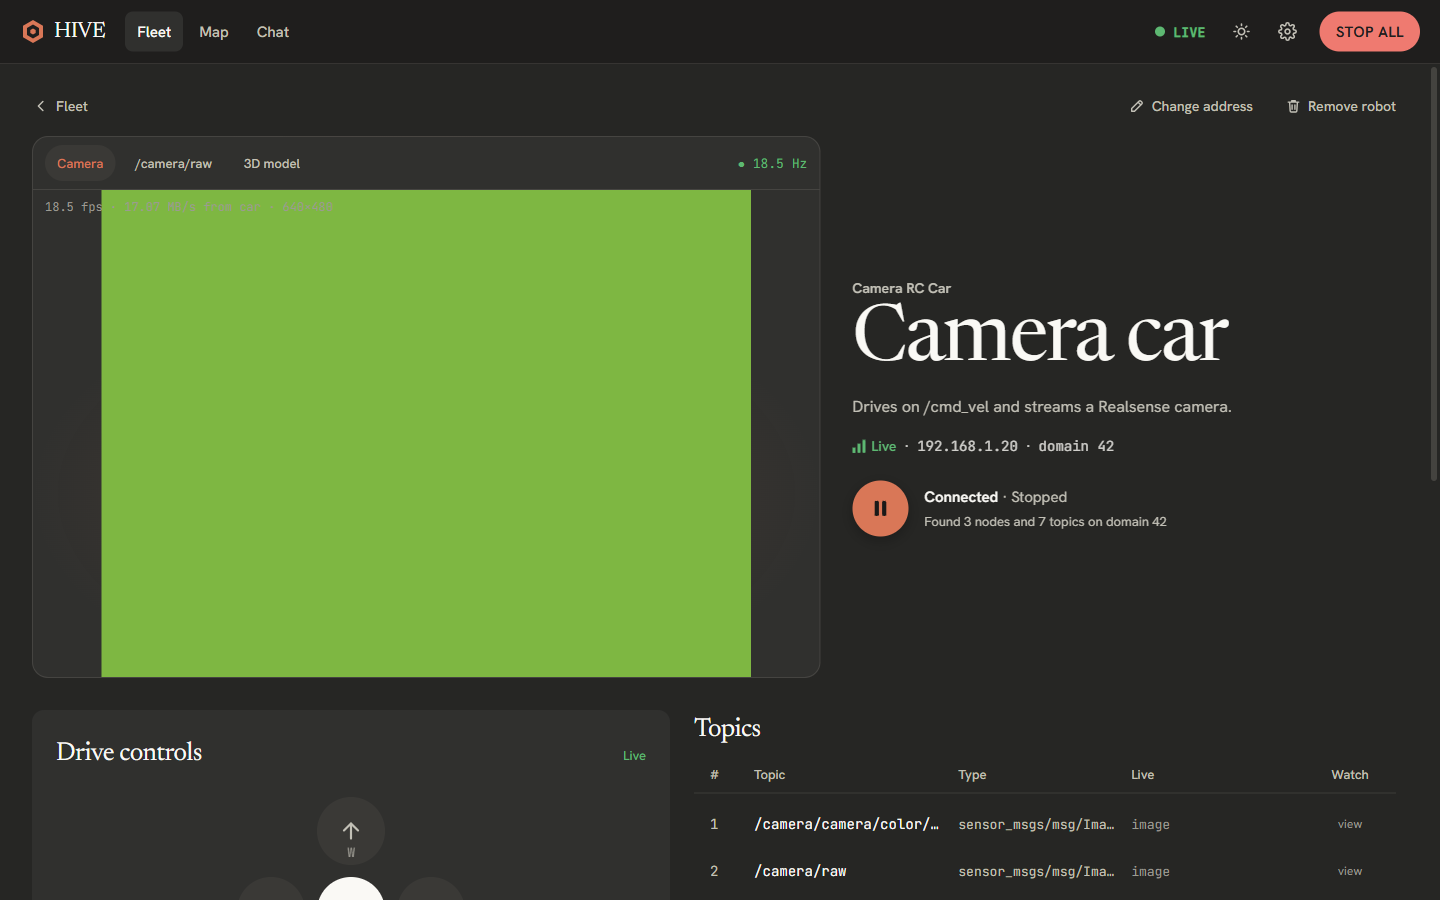 HIVE Fleet Map Chat LIVE STOP ALL
Fleet Change address Remove robot
Camera /camera/raw 3D model 18.5 Hz
18.5 fps
Camera RC Car
Camera car
Drives on /cmd_vel and streams a Realsense camera.
Live · 192.168.1.20 · domain 42
Connected · Stopped
Found 3 nodes and 7 topics on domain 42
Drive controls Live
W
Topics
# Topic Type Live Watch
1 /camera/camera/color/… sensor_msgs/msg/Ima… image view
2 /camera/raw sensor_msgs/msg/Ima… image view